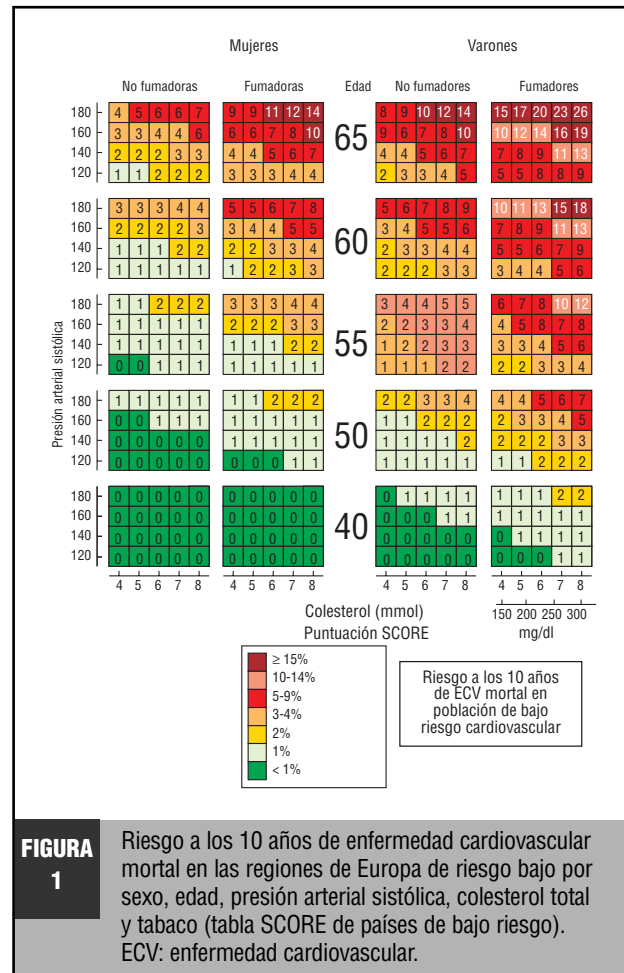 Mujeres Varones
No fumadoras Fumadoras Edad No fumadores Fumadores
Presión arterial sistólica
180 4 5 6 6 7 9 9 11 12 14 8 9 10 12 14 15 17 20 23 26
160 3 3 4 4 6 6 6 7 8 10 65 9 6 7 8 10 10 12 14 16 19
140 2 2 2 3 3 4 4 5 6 7 4 4 5 6 7 7 8 9 11 13
120 1 1 2 2 2 3 3 3 4 4 2 3 3 4 5 5 5 8 8 9
180 3 3 3 4 4 5 5 6 7 8 5 6 7 8 9 10 11 13 15 18
160 2 2 2 2 3 3 4 4 5 5 60 3 4 5 5 6 7 8 9 11 13
140 1 1 1 2 2 2 2 3 3 4 2 3 3 4 4 5 5 6 7 9
120 1 1 1 1 1 1 2 2 2 3 2 2 2 3 3 3 4 4 5 6
180 1 1 2 2 2 3 3 3 4 4 3 4 4 5 5 6 7 8 10 12
160 1 1 1 1 1 2 2 2 3 3 55 2 2 3 3 4 4 5 8 7 8
140 1 1 1 1 1 1 1 1 2 2 1 2 2 3 3 3 3 4 5 6
120 0 0 1 1 1 1 1 1 1 1 1 1 1 2 2 2 2 3 3 4
180 1 1 1 1 1 1 1 2 2 2 2 2 3 3 4 4 4 5 6 7
160 0 0 1 1 1 1 1 1 1 1 50 1 1 2 2 2 2 3 3 4 5
140 0 0 0 0 0 1 1 1 1 1 1 1 1 1 2 2 2 2 3 3
120 0 0 0 0 0 0 0 0 1 1 1 1 1 1 1 1 1 2 2 2
180 0 0 0 0 0 0 0 0 0 0 0 1 1 1 1 1 1 1 2 2
160 0 0 0 0 0 0 0 0 0 0 40 0 0 0 1 1 1 1 1 1 1
140 0 0 0 0 0 0 0 0 0 0 0 0 0 0 0 0 1 1 1 1
120 0 0 0 0 0 0 0 0 0 0 0 0 0 0 0 0 0 0 1 1
4 5 6 7 8 4 5 6 7 8 4 5 6 7 8 4 5 6 7 8
Colesterol (mmol) 150 200 250 300
Puntuación SCORE mg/dl
≥ 15%
10-14%
5-9%
3-4%
2%
1%
< 1%
Riesgo a los 10 años
de ECV mortal en
población de bajo
riesgo cardiovascular
FIGURA
1
Riesgo a los 10 años de enfermedad cardiovascular
mortal en las regiones de Europa de riesgo bajo por
sexo, edad, presión arterial sistólica, colesterol total
y tabaco (tabla SCORE de países de bajo riesgo).
ECV: enfermedad cardiovascular.